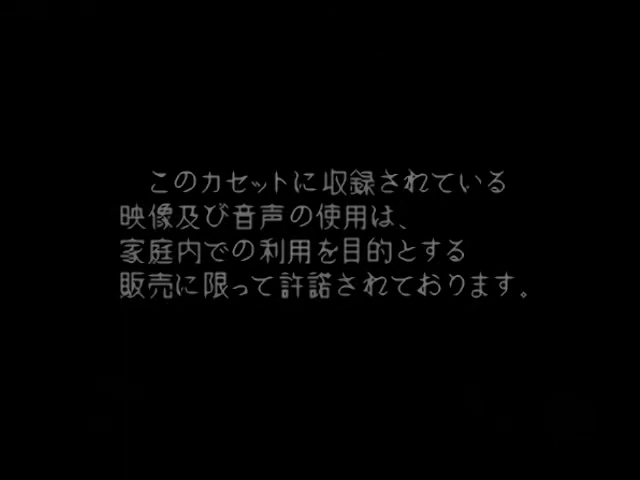 このカセットに収録されている
映像及び音声の使用は、
家庭内での利用を目的とする
販売に限って許諾されております。